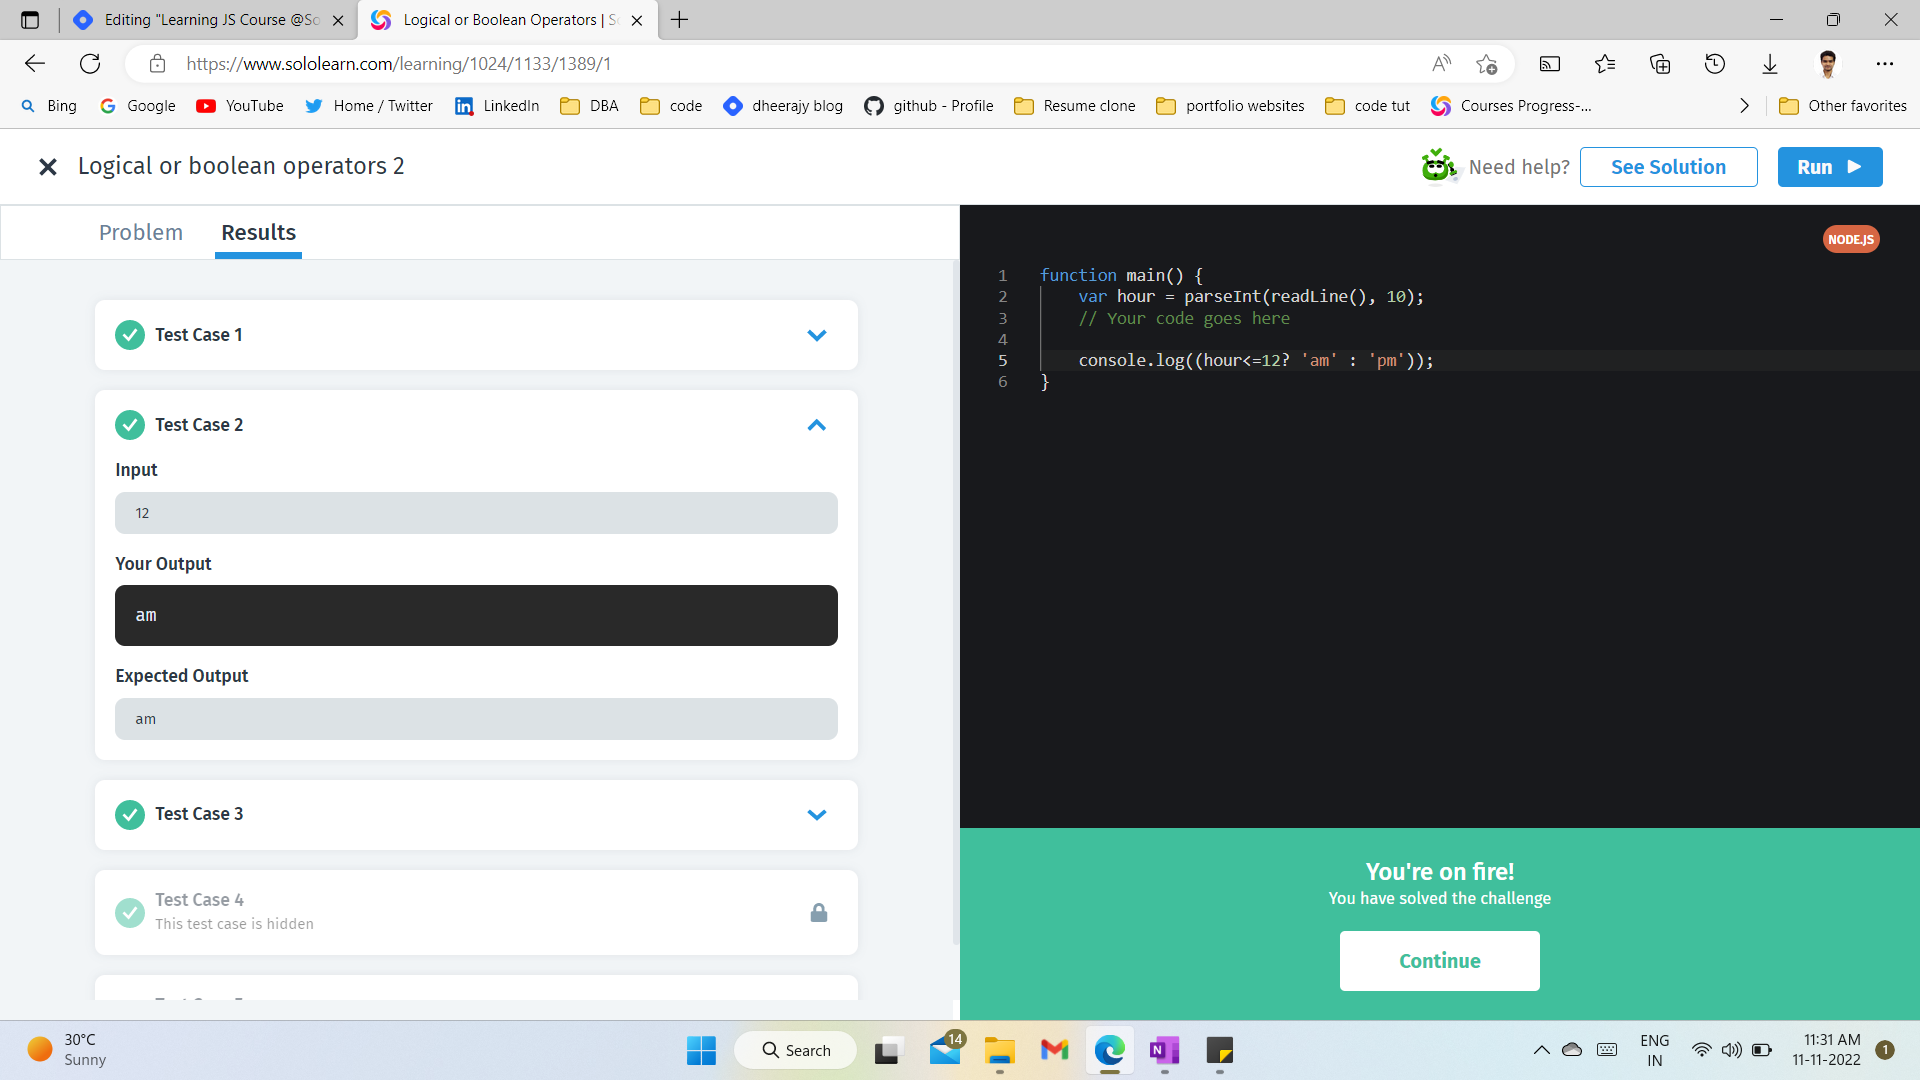 Editing "Learning JS Course @So
Logical or Boolean Operators | So
https://www.sololearn.com/learning/1024/1133/1389/1
Bing
Google
YouTube
Home / Twitter
LinkedIn
DBA
code
dheerajy blog
github - Profile
Resume clone
portfolio websites
code tut
Courses Progress-...
Other favorites
Logical or boolean operators 2
Need help?
See Solution
Run
Problem
Results
Test Case 1
Test Case 2
Input
12
Your Output
am
Expected Output
am
Test Case 3
Test Case 4
This test case is hidden
NODE.JS
1 function main() {
2 var hour = parseInt(readLine(), 10);
3 // Your code goes here
4
5 console.log((hour<=12? 'am' : 'pm'));
6 }
You're on fire!
You have solved the challenge
Continue
30°C
Sunny
Search
14
ENG
IN
11:31 AM
11-11-2022
1